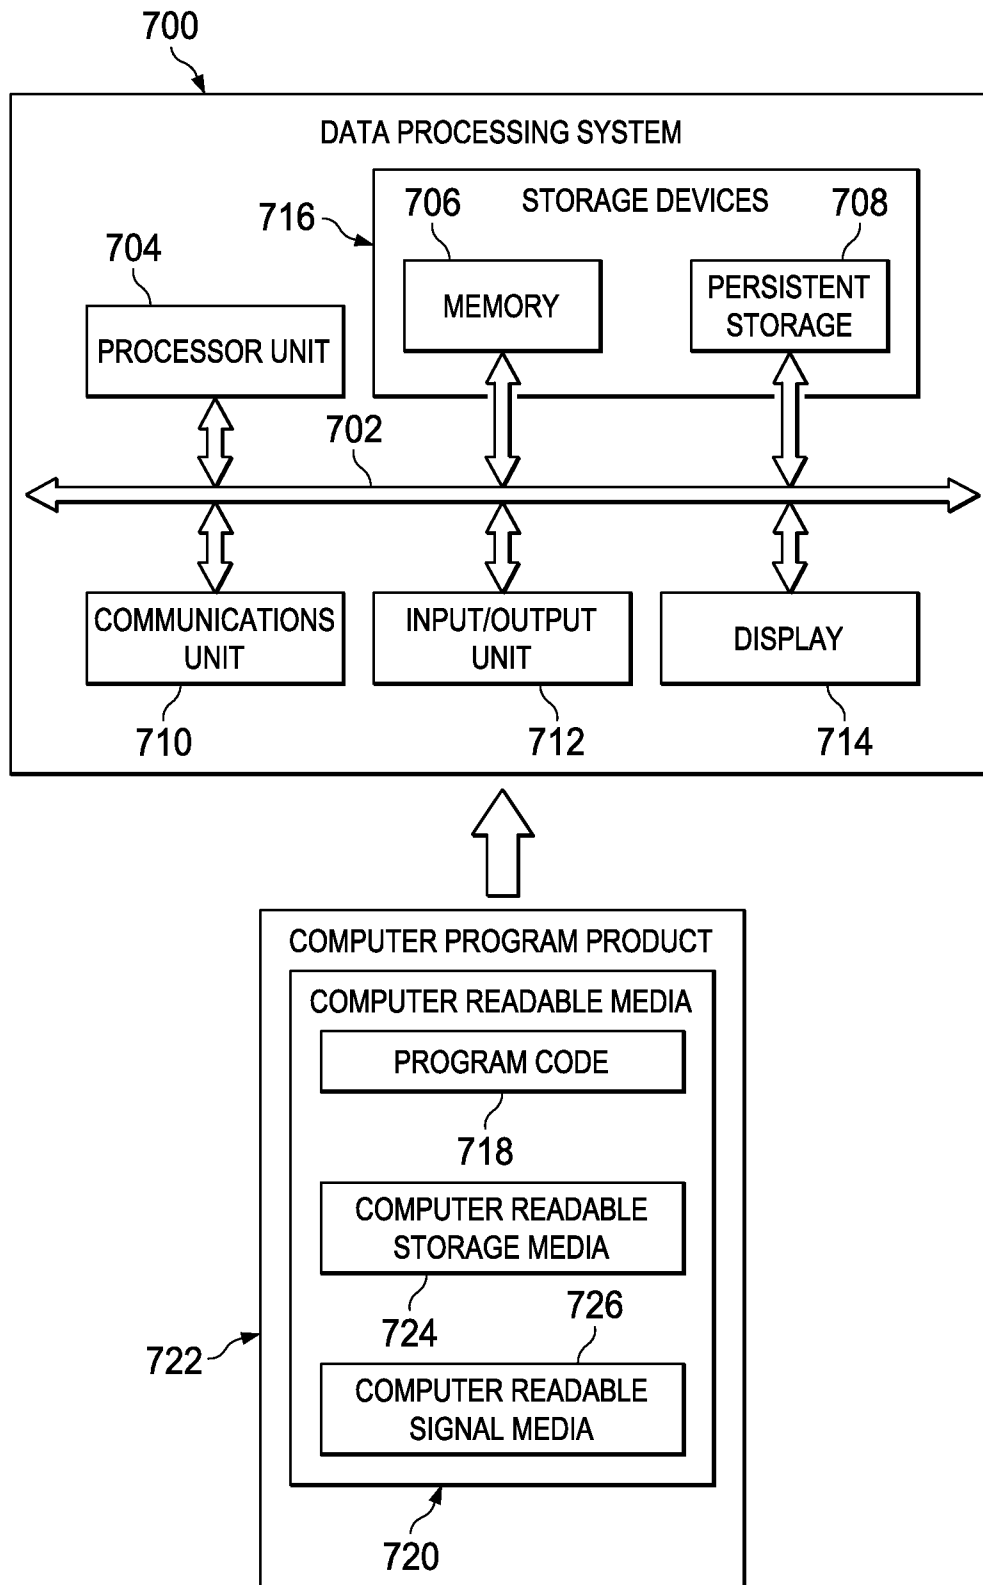 700
DATA PROCESSING SYSTEM
STORAGE DEVICES
706
708
716
704
MEMORY
PERSISTENT
STORAGE
PROCESSOR UNIT
702
COMMUNICATIONS
UNIT
INPUT/OUTPUT
UNIT
DISPLAY
710
712
714
COMPUTER PROGRAM PRODUCT
COMPUTER READABLE MEDIA
PROGRAM CODE
718
COMPUTER READABLE
STORAGE MEDIA
724
726
722
COMPUTER READABLE
SIGNAL MEDIA
720